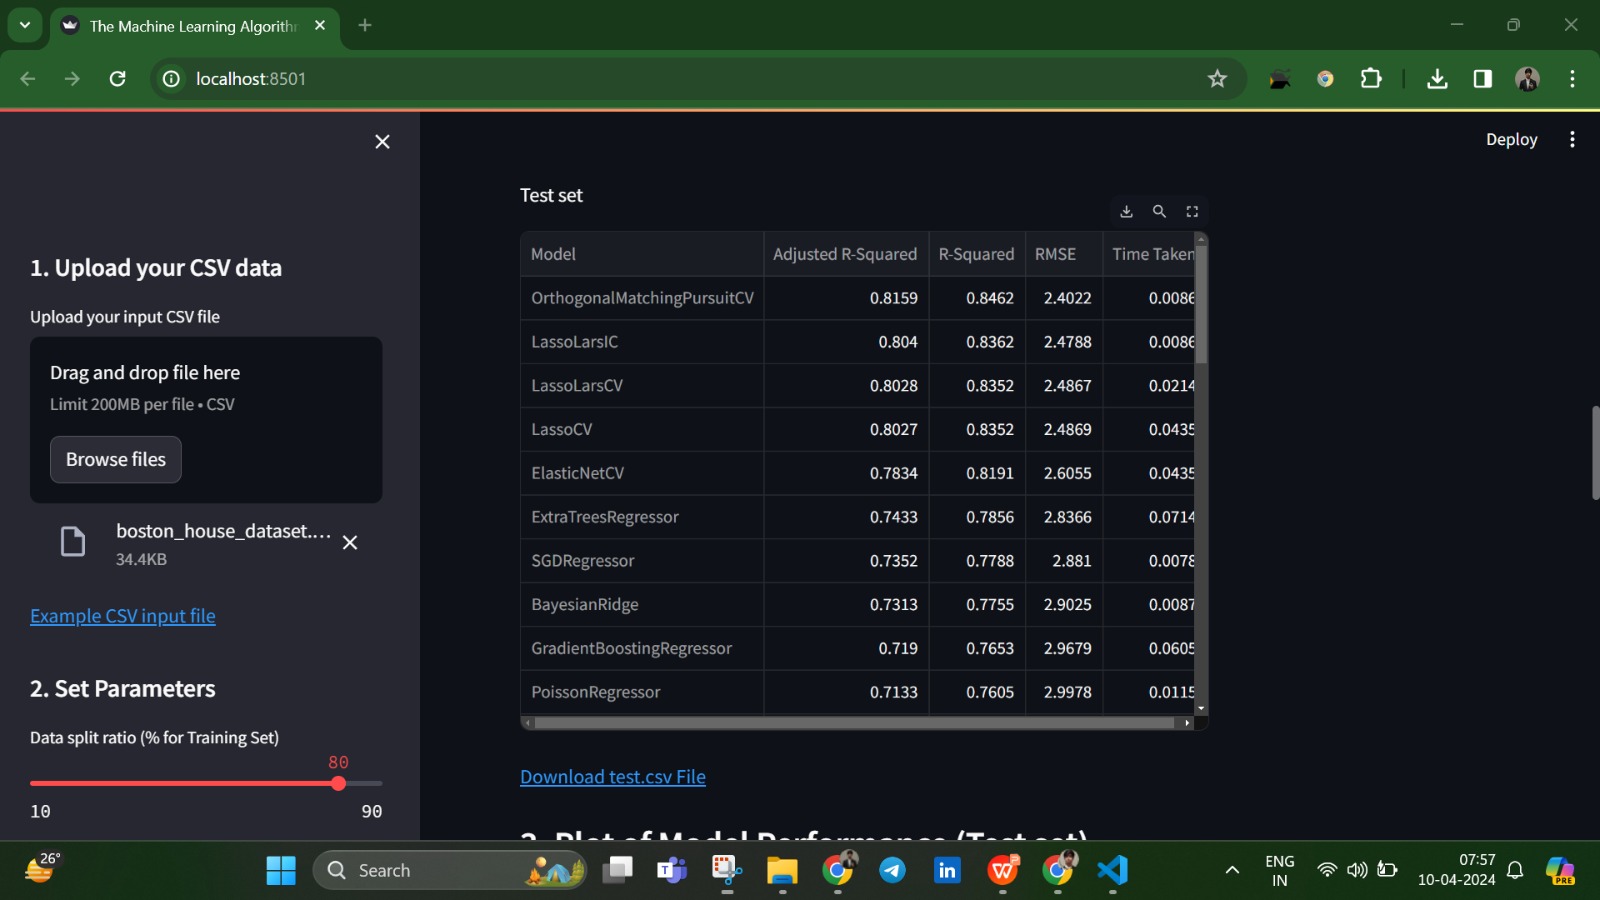 The Machine Learning Algorithm
localhost:8501
Deploy
1. Upload your CSV data
Upload your input CSV file
Drag and drop file here
Limit 200MB per file • CSV
Browse files
boston_house_dataset....
34.4KB
Example CSV input file
2. Set Parameters
Data split ratio (% for Training Set)
80
10 90
Test set
Model Adjusted R-Squared R-Squared RMSE Time Taken
OrthogonalMatchingPursuitCV 0.8159 0.8462 2.4022 0.0086
LassoLarsIC 0.804 0.8362 2.4788 0.0086
LassoLarsCV 0.8028 0.8352 2.4867 0.0214
LassoCV 0.8027 0.8352 2.4869 0.0435
ElasticNetCV 0.7834 0.8191 2.6055 0.0435
ExtraTreesRegressor 0.7433 0.7856 2.8366 0.0714
SGDRegressor 0.7352 0.7788 2.881 0.0078
BayesianRidge 0.7313 0.7755 2.9025 0.0087
GradientBoostingRegressor 0.719 0.7653 2.9679 0.0605
PoissonRegressor 0.7133 0.7605 2.9978 0.0115
Download test.csv File
Plot of Model Performance (Test set)
26°
Search
ENG
IN
07:57
10-04-2024
PRE